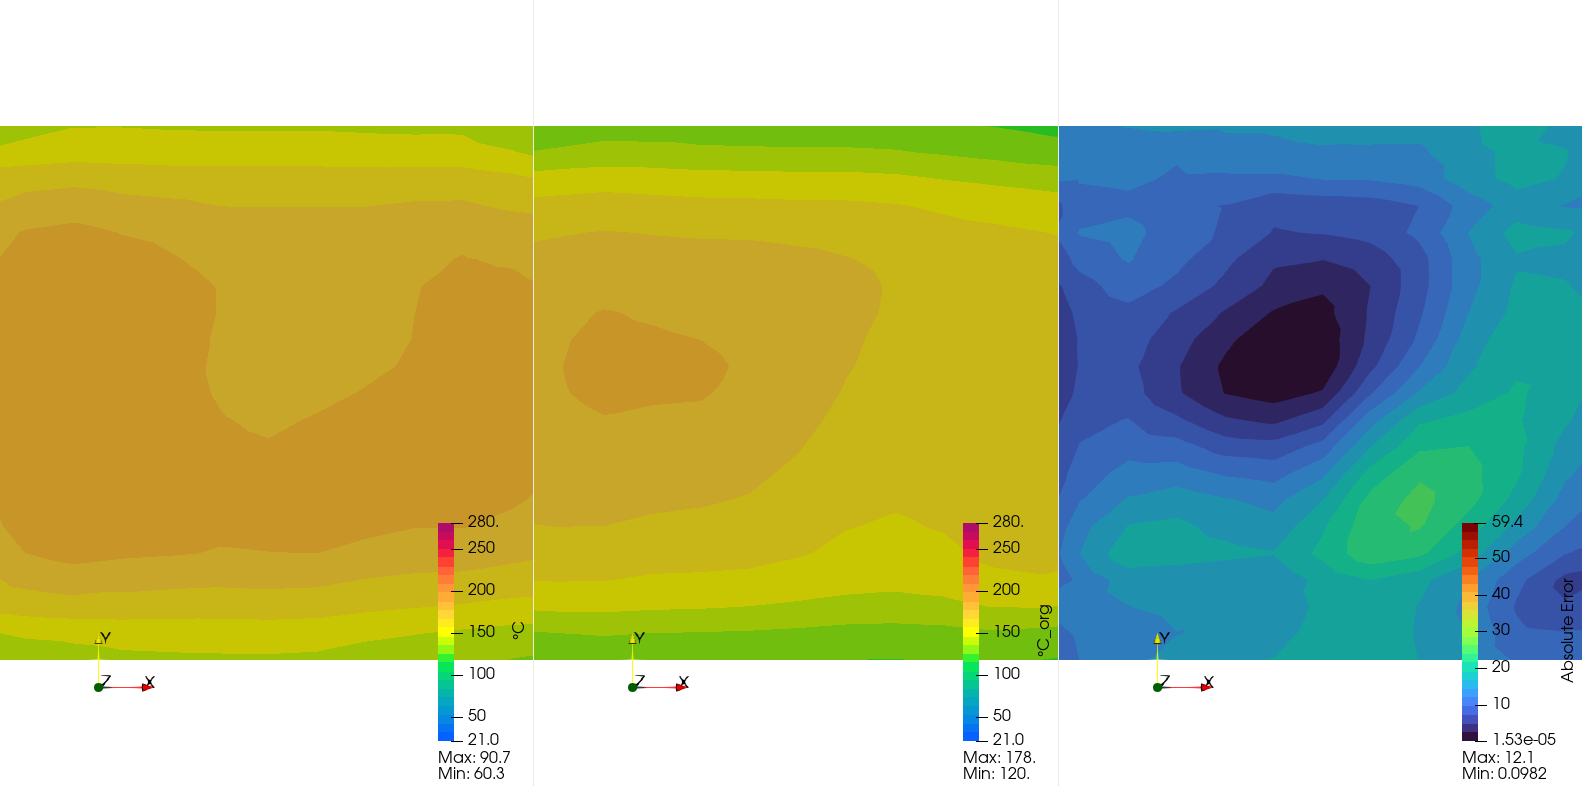 280.
250
200
150
100
50
21.0
°C
Max: 90.7
Min: 60.3
Y
Z
X
280.
250
200
150
100
50
21.0
°C_org
Max: 178.
Min: 120.
Y
Z
X
59.4
50
40
30
20
10
1.53e-05
Absolute Error
Max: 12.1
Min: 0.0982
Y
Z
X